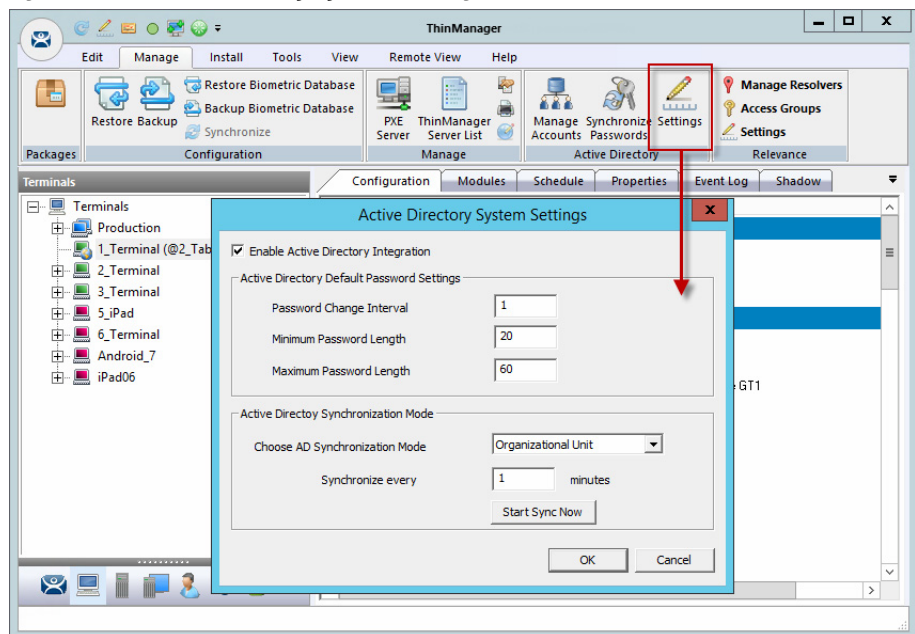 ThinManager
Edit Manage Install Tools View Remote View Help
Packages
Restore Backup
Restore Biometric Database
Backup Biometric Database
Synchronize
Configuration
PXE Server
ThinManager Server List
Manage
Manage Accounts
Synchronize Passwords
Settings
Active Directory
Manage Resolvers
Access Groups
Settings
Relevance
Terminals
Configuration Modules Schedule Properties Event Log Shadow
Terminals
Production
1_Terminal (@2_Tab
2_Terminal
3_Terminal
5_iPad
6_Terminal
Android_7
iPad06
GT1
Active Directory System Settings
Enable Active Directory Integration
Active Directory Default Password Settings
Password Change Interval 1
Minimum Password Length 20
Maximum Password Length 60
Active Directoy Synchronization Mode
Choose AD Synchronization Mode Organizational Unit
Synchronize every 1 minutes
Start Sync Now
OK Cancel